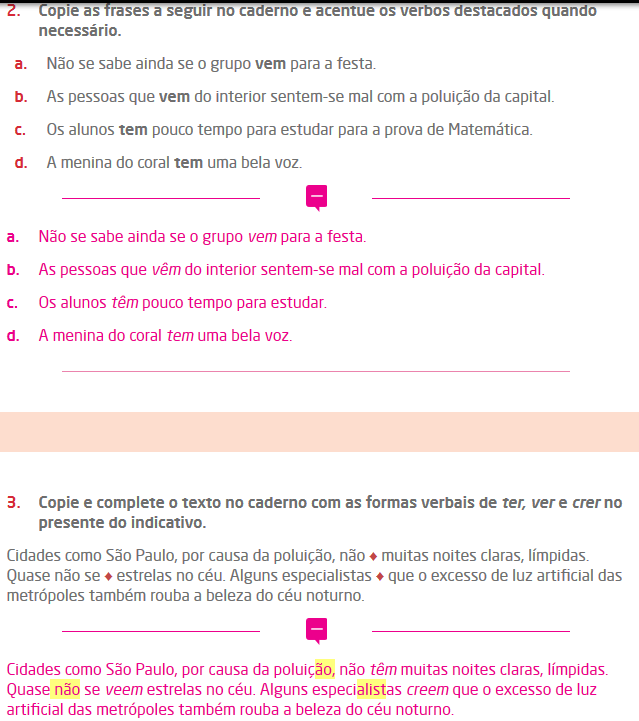 2. Copie as frases a seguir no caderno e acentue os verbos destacados quando
necessário.
a. Não se sabe ainda se o grupo vem para a festa.
b. As pessoas que vem do interior sentem-se mal com a poluição da capital.
c. Os alunos tem pouco tempo para estudar para a prova de Matemática.
d. A menina do coral tem uma bela voz.
a. Não se sabe ainda se o grupo vem para a festa.
b. As pessoas que vêm do interior sentem-se mal com a poluição da capital.
c. Os alunos têm pouco tempo para estudar.
d. A menina do coral tem uma bela voz.
3. Copie e complete o texto no caderno com as formas verbais de ter, ver e crer no
presente do indicativo.
Cidades como São Paulo, por causa da poluição, não ♦ muitas noites claras, límpidas.
Quase não se ♦ estrelas no céu. Alguns especialistas ♦ que o excesso de luz artificial das
metrópoles também rouba a beleza do céu noturno.
Cidades como São Paulo, por causa da poluição, não têm muitas noites claras, límpidas.
Quase não se veem estrelas no céu. Alguns especialistas creem que o excesso de luz
artificial das metrópoles também rouba a beleza do céu noturno.